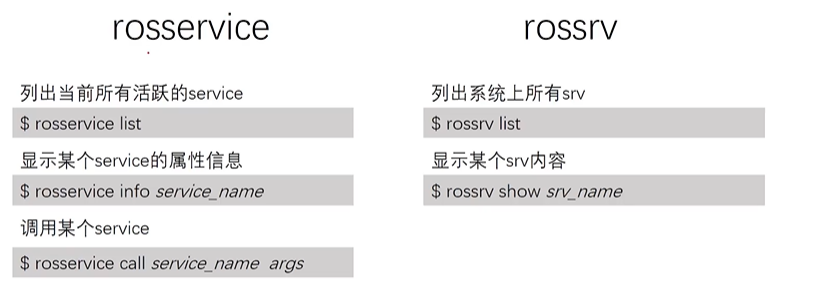 rosservice
列出当前所有活跃的service
$ rosservice list
显示某个service的属性信息
$ rosservice info service_name
调用某个service
$ rosservice call service_name args
rossrv
列出系统上所有srv
$ rossrv list
显示某个srv内容
$ rossrv show srv_name